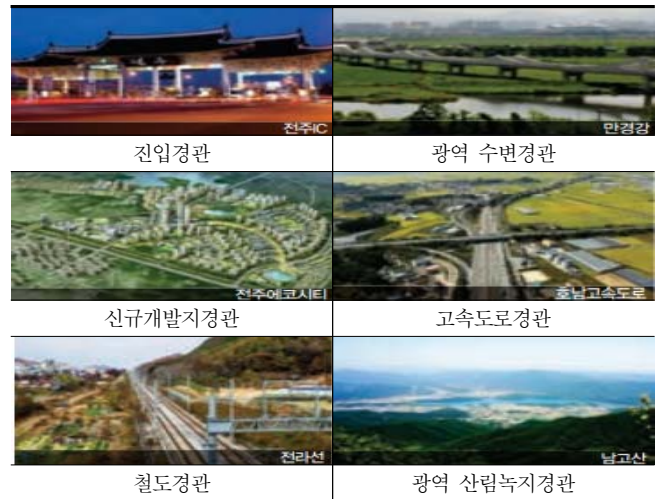 전주IC
만경강
진입경관
광역 수변경관
전주에코시티
호남고속도로
신규개발지경관
고속도로경관
전라선
남고산
철도경관
광역 산림녹지경관